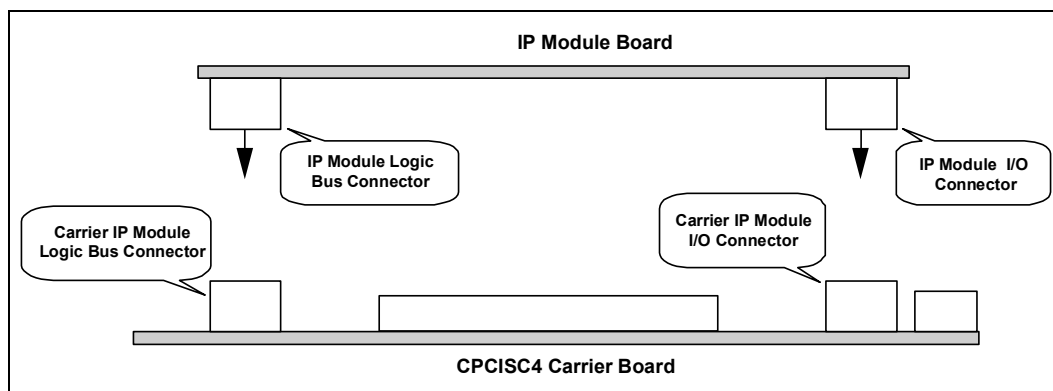 IP Module Board
IP Module Logic
Bus Connector
IP Module I/O
Connector
Carrier IP Module
Logic Bus Connector
Carrier IP Module
I/O Connector
CPCISC4 Carrier Board